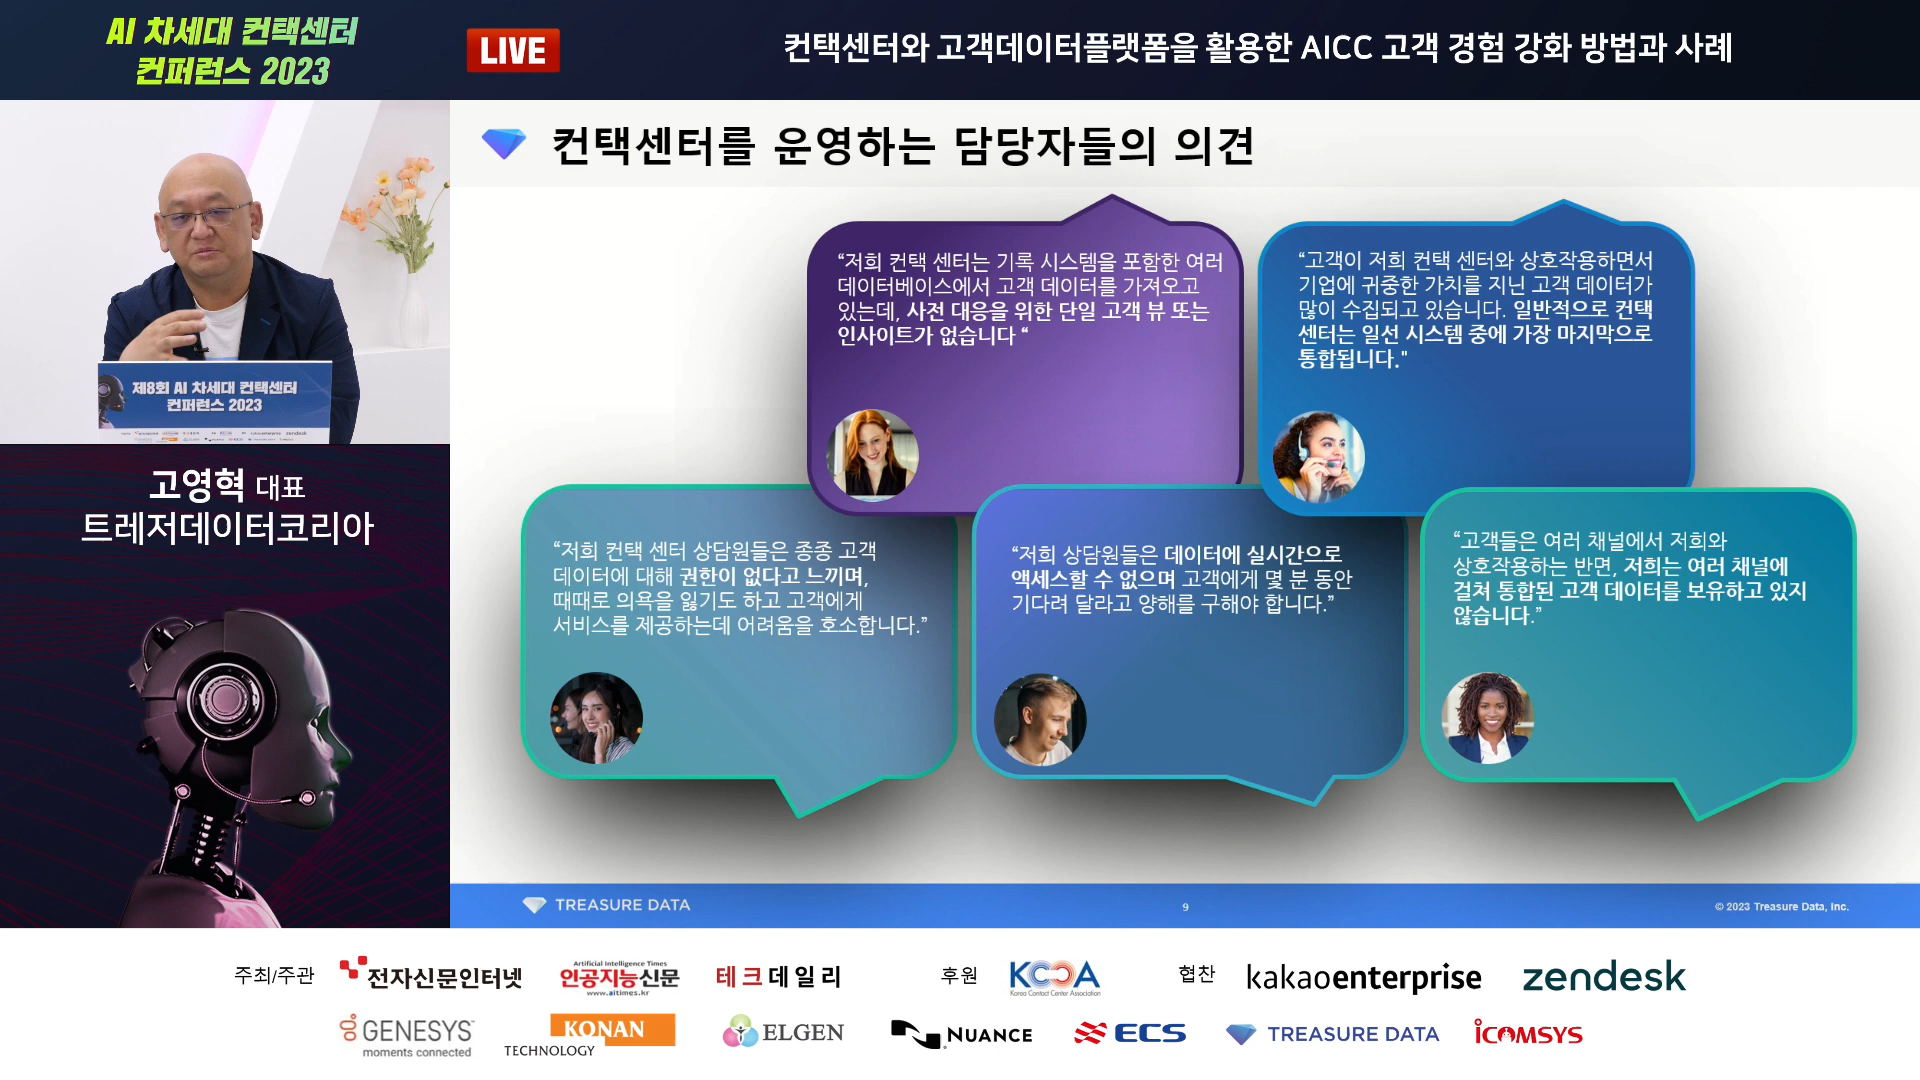 AI 차세대 컨택센터
컨퍼런스 2023
LIVE
컨택센터와 고객데이터플랫폼을 활용한 AICC 고객 경험 강화 방법과 사례
제8회 AI 차세대 컨택센터
컨퍼런스 2023
고영혁 대표
트레저데이터코리아
컨택센터를 운영하는 담당자들의 의견
“저희 컨택 센터는 기록 시스템을 포함한 여러
데이터베이스에서 고객 데이터를 가져오고
있는데, 사전 대응을 위한 단일 고객 뷰 또는
인사이트가 없습니다 “
“고객이 저희 컨택 센터와 상호작용하면서
기업에 귀중한 가치를 지닌 고객 데이터가
많이 수집되고 있습니다. 일반적으로 컨택
센터는 일선 시스템 중에 가장 마지막으로
통합됩니다."
“저희 컨택 센터 상담원들은 종종 고객
데이터에 대해 권한이 없다고 느끼며,
때때로 의욕을 잃기도 하고 고객에게
서비스를 제공하는데 어려움을 호소합니다.”
“저희 상담원들은 데이터에 실시간으로
액세스할 수 없으며 고객에게 몇 분 동안
기다려 달라고 양해를 구해야 합니다.”
“고객들은 여러 채널에서 저희와
상호작용하는 반면, 저희는 여러 채널에
걸쳐 통합된 고객 데이터를 보유하고 있지
않습니다.”
TREASURE DATA
9
© 2023 Treasure Data, Inc.
주최/주관
전자신문인터넷
Artificial Intelligence Times
인공지능신문
www.aitimes.kr
테크데일리
후원
KCCA
Korea Contact Center Association
협찬
kakaoenterprise
zendesk
GENESYS
moments connected
KONAN
TECHNOLOGY
ELGEN
NUANCE
ECS
TREASURE DATA
iCOMSYS